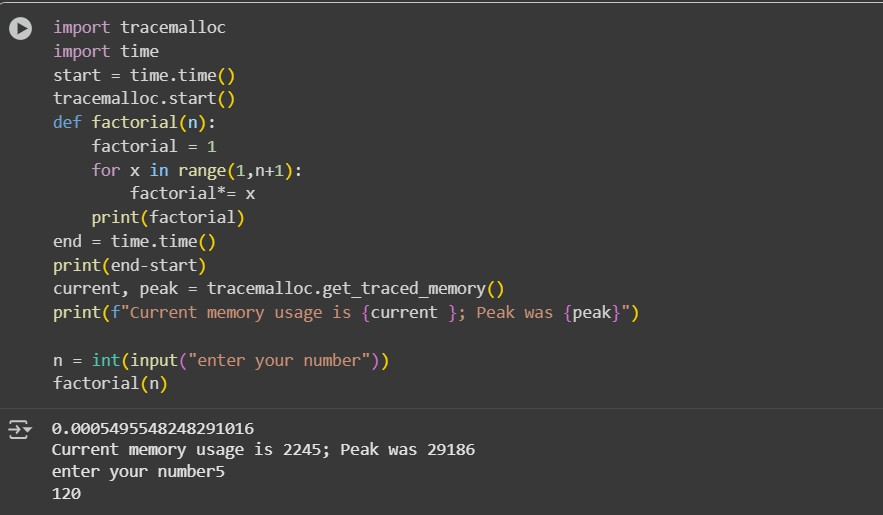 import tracemalloc
import time
start = time.time()
tracemalloc.start()
def factorial(n):
    factorial = 1
    for x in range(1,n+1):
        factorial*= x
    print(factorial)
end = time.time()
print(end-start)
current, peak = tracemalloc.get_traced_memory()
print(f"Current memory usage is {current }; Peak was {peak}")

n = int(input("enter your number"))
factorial(n)
0.0005495548248291016
Current memory usage is 2245; Peak was 29186
enter your number5
120